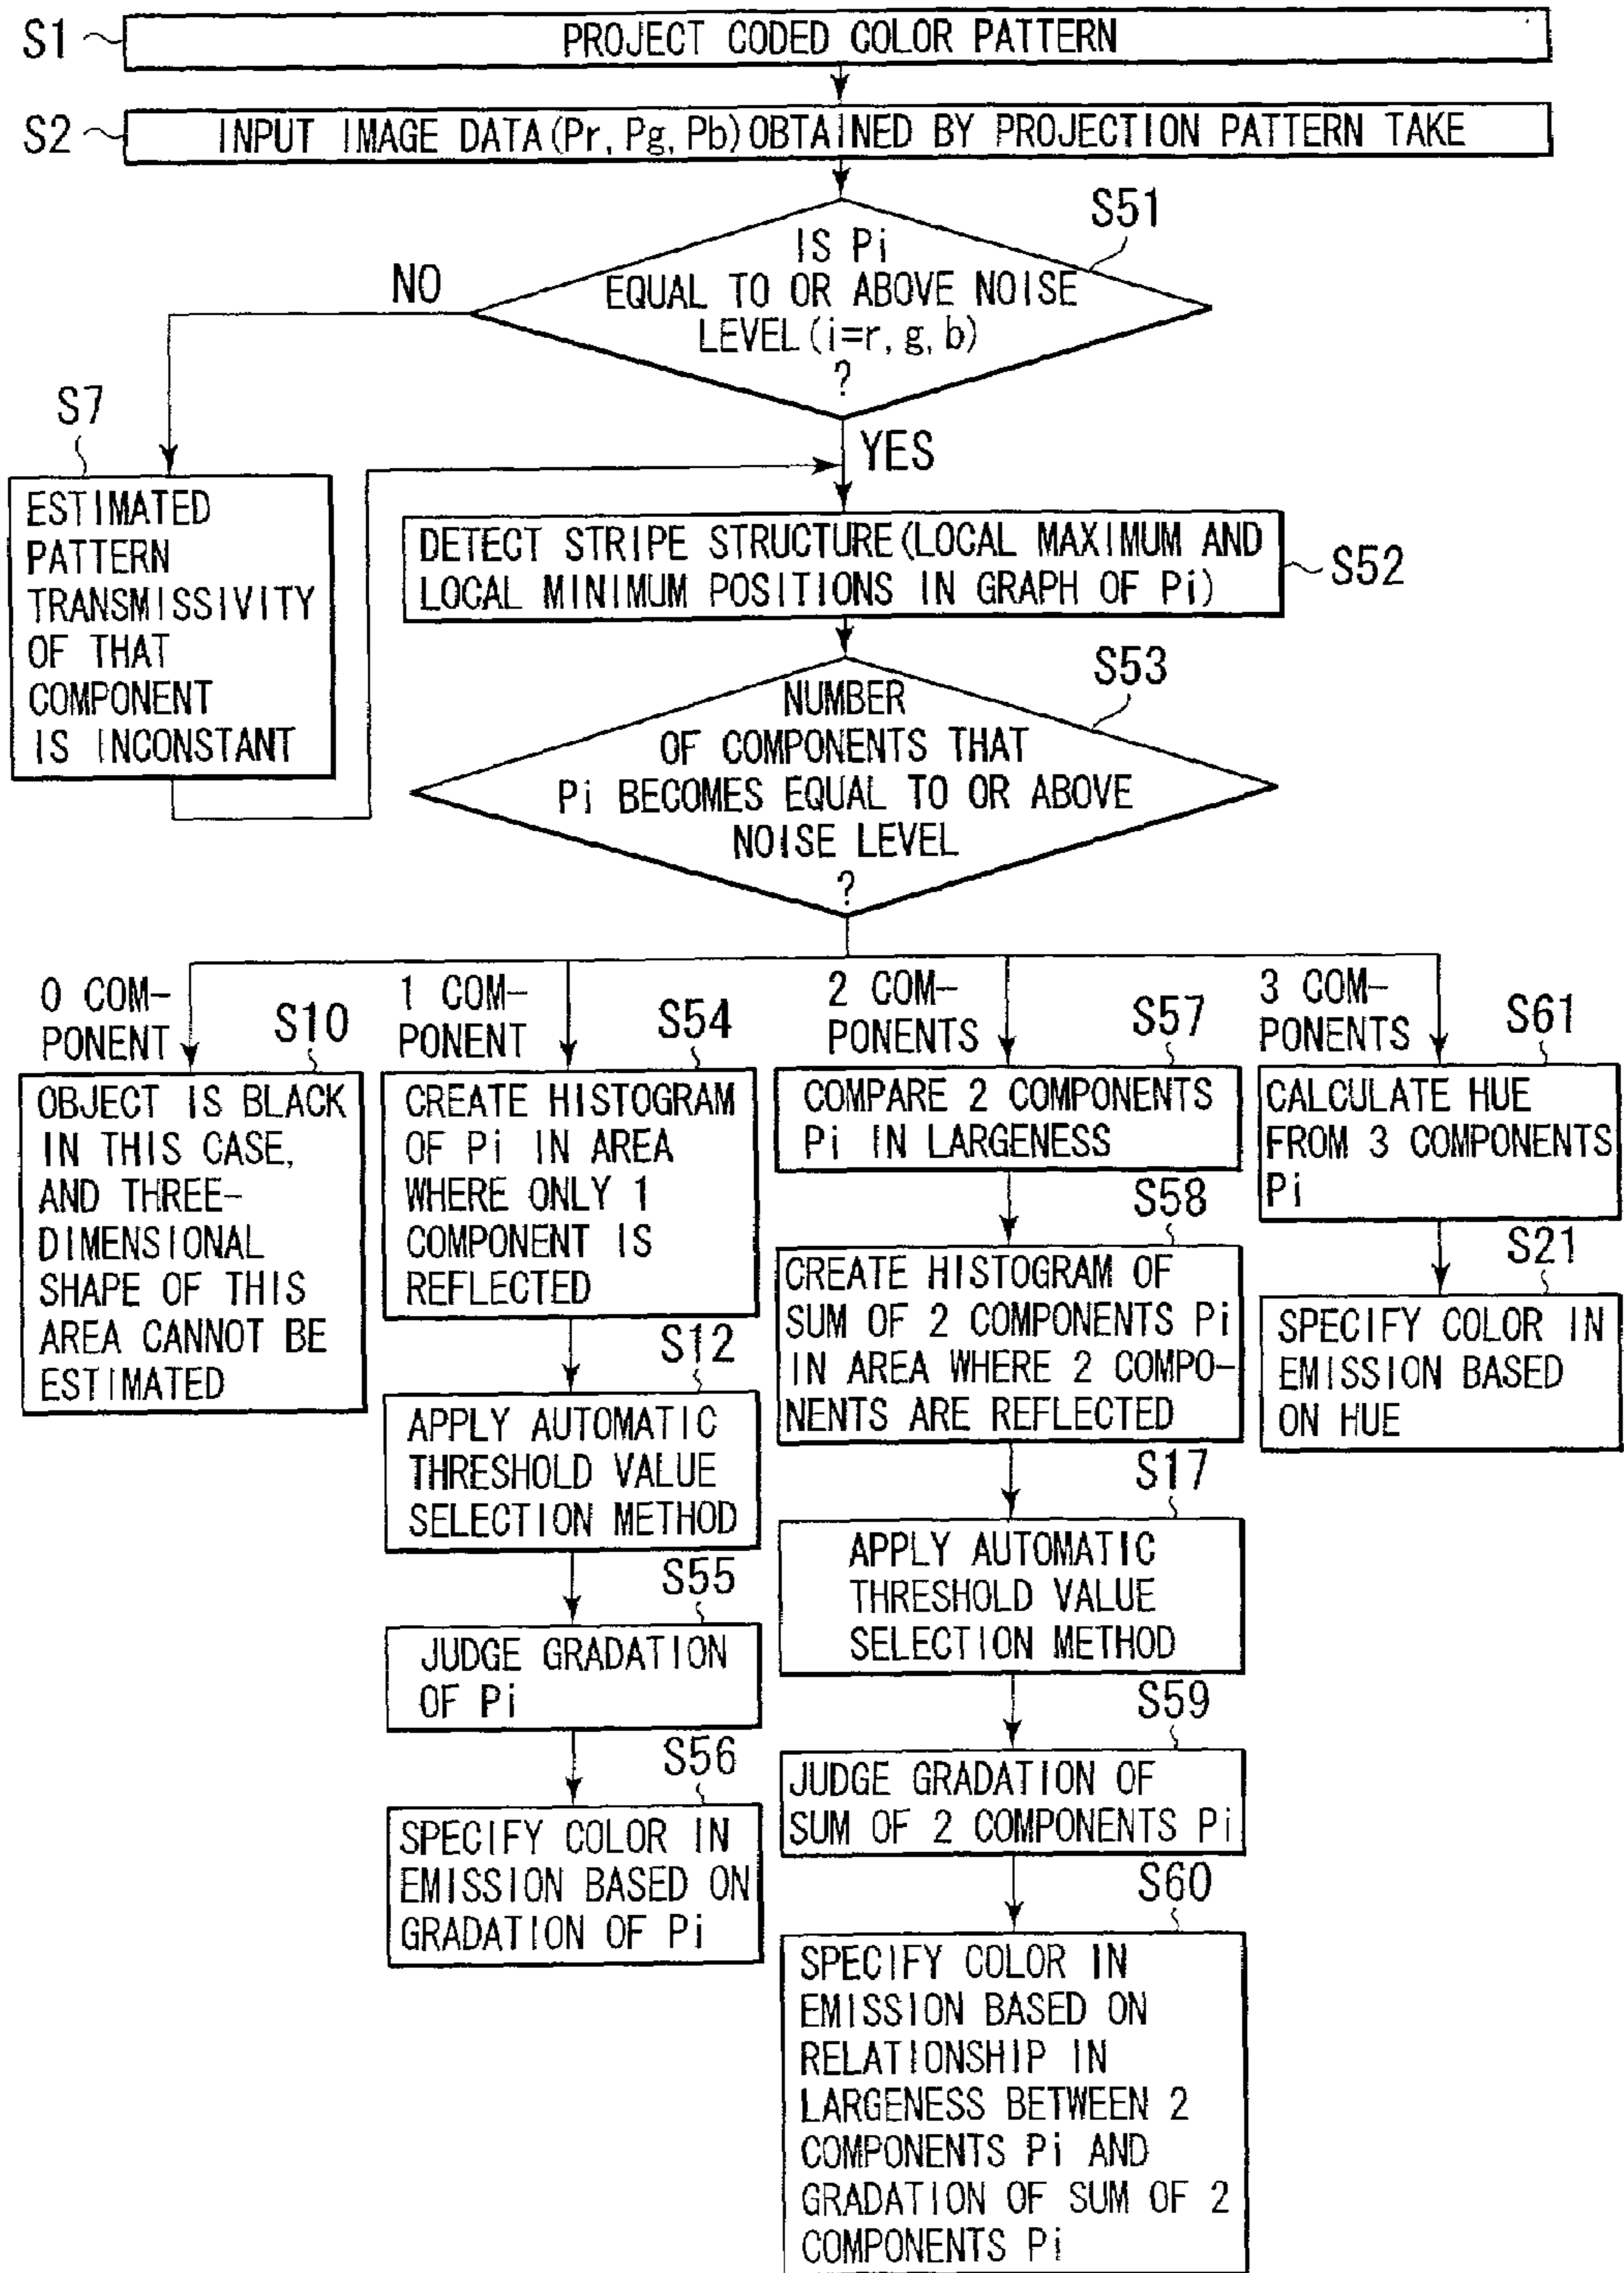 S1
PROJECT CODED COLOR PATTERN
S2
INPUT IMAGE DATA(Pr, Pg, Pb)OBTAINED BY PROJECTION PATTERN TAKE
S51
IS Pi
EQUAL TO OR ABOVE NOISE
LEVEL(i=r, g, b)
?
NO
YES
S7
ESTIMATED
PATTERN
TRANSMISSIVITY
OF THAT
COMPONENT
IS INCONSTANT
DETECT STRIPE STRUCTURE(LOCAL MAXIMUM AND
LOCAL MINIMUM POSITIONS IN GRAPH OF Pi)
S52
S53
NUMBER
OF COMPONENTS THAT
Pi BECOMES EQUAL TO OR ABOVE
NOISE LEVEL
?
0 COM-
PONENT
S10
OBJECT IS BLACK
IN THIS CASE,
AND THREE-
DIMENSIONAL
SHAPE OF THIS
AREA CANNOT BE
ESTIMATED
1 COM-
PONENT
S54
CREATE HISTOGRAM
OF Pi IN AREA
WHERE ONLY 1
COMPONENT IS
REFLECTED
S12
APPLY AUTOMATIC
THRESHOLD VALUE
SELECTION METHOD
S55
JUDGE GRADATION
OF Pi
S56
SPECIFY COLOR IN
EMISSION BASED ON
GRADATION OF Pi
2 COM-
PONENTS
S57
COMPARE 2 COMPONENTS
Pi IN LARGENESS
S58
CREATE HISTOGRAM OF
SUM OF 2 COMPONENTS Pi
IN AREA WHERE 2 COMPO-
NENTS ARE REFLECTED
S17
APPLY AUTOMATIC
THRESHOLD VALUE
SELECTION METHOD
S59
JUDGE GRADATION OF
SUM OF 2 COMPONENTS Pi
S60
SPECIFY COLOR IN
EMISSION BASED ON
RELATIONSHIP IN
LARGENESS BETWEEN 2
COMPONENTS Pi AND
GRADATION OF SUM OF 2
COMPONENTS Pi
3 COM-
PONENTS
S61
CALCULATE HUE
FROM 3 COMPONENTS
Pi
S21
SPECIFY COLOR IN
EMISSION BASED
ON HUE